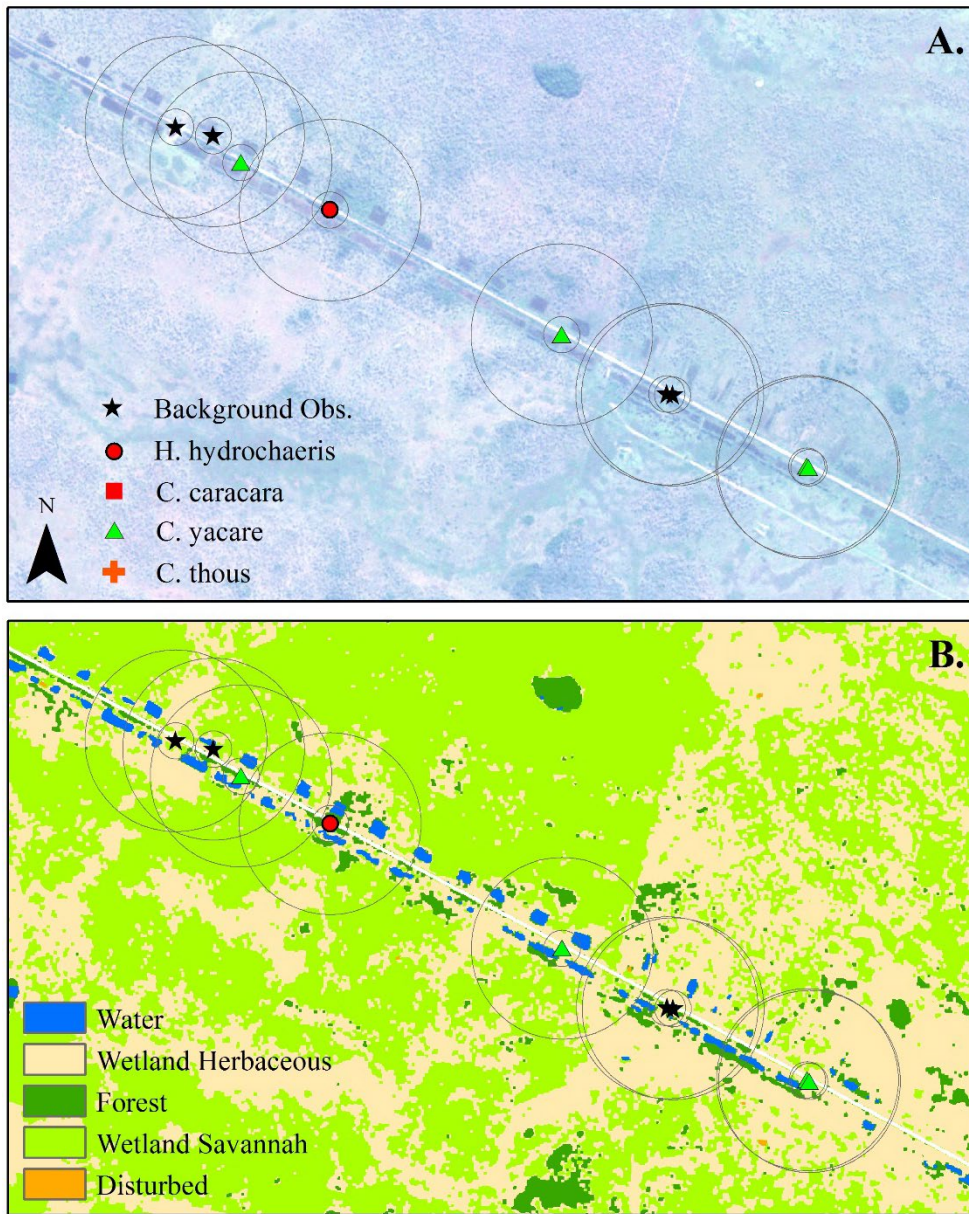 A.
Background Obs.
H. hydrochaeris
C. caracara
C. yacare
C. thous
N
B.
Water
Wetland Herbaceous
Forest
Wetland Savannah
Disturbed